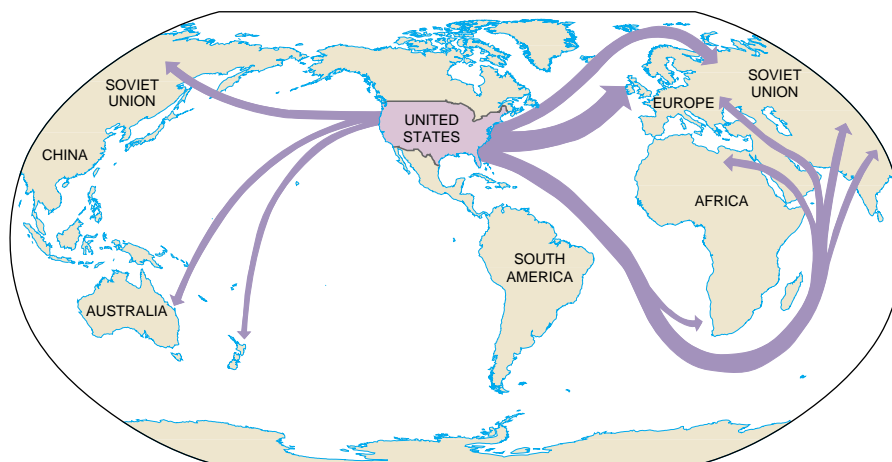 SOVIET
UNION
CHINA
AUSTRALIA
UNITED
STATES
SOUTH
AMERICA
EUROPE
AFRICA
SOVIET
UNION